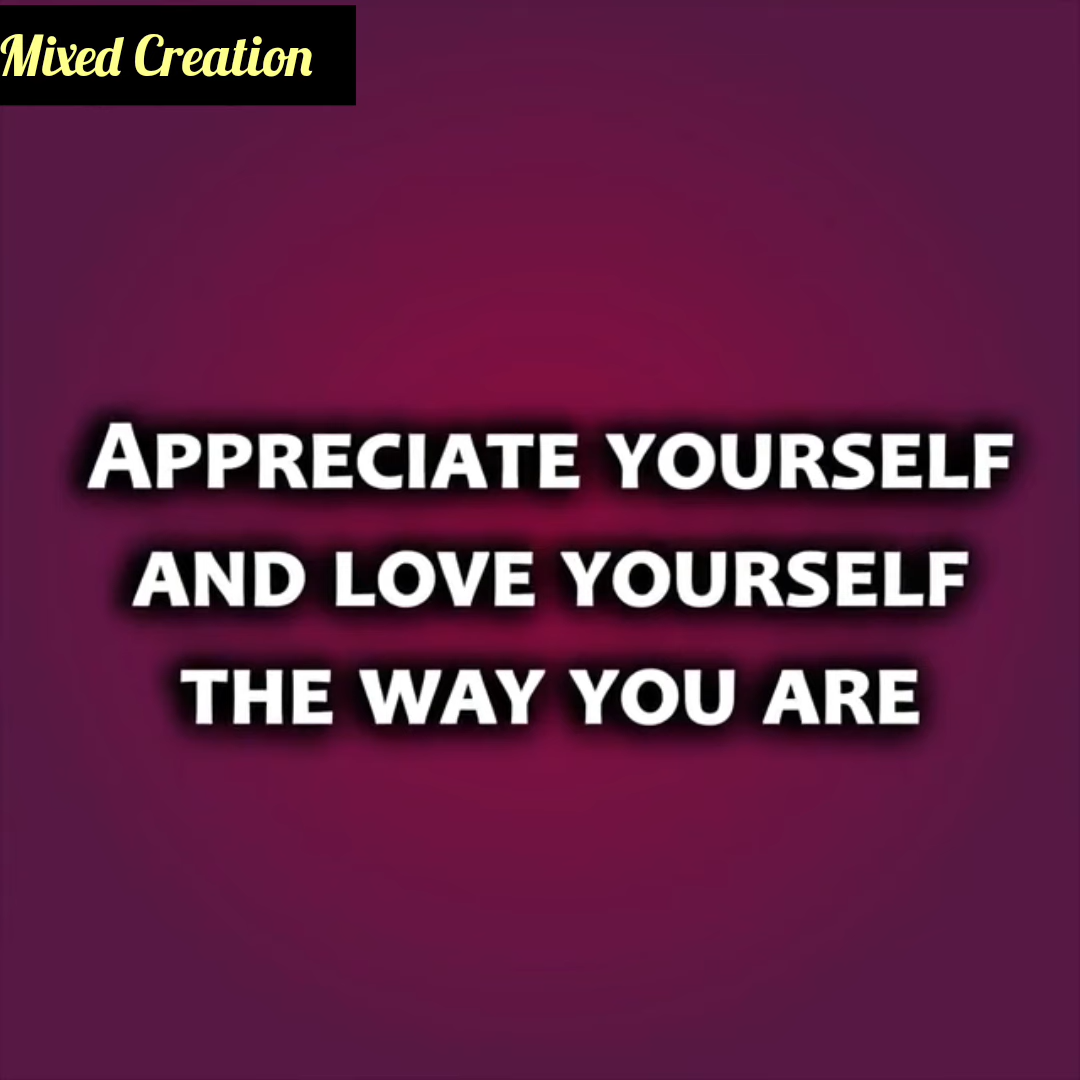 Mixed Creation
Appreciate yourself
and love yourself
the way you are